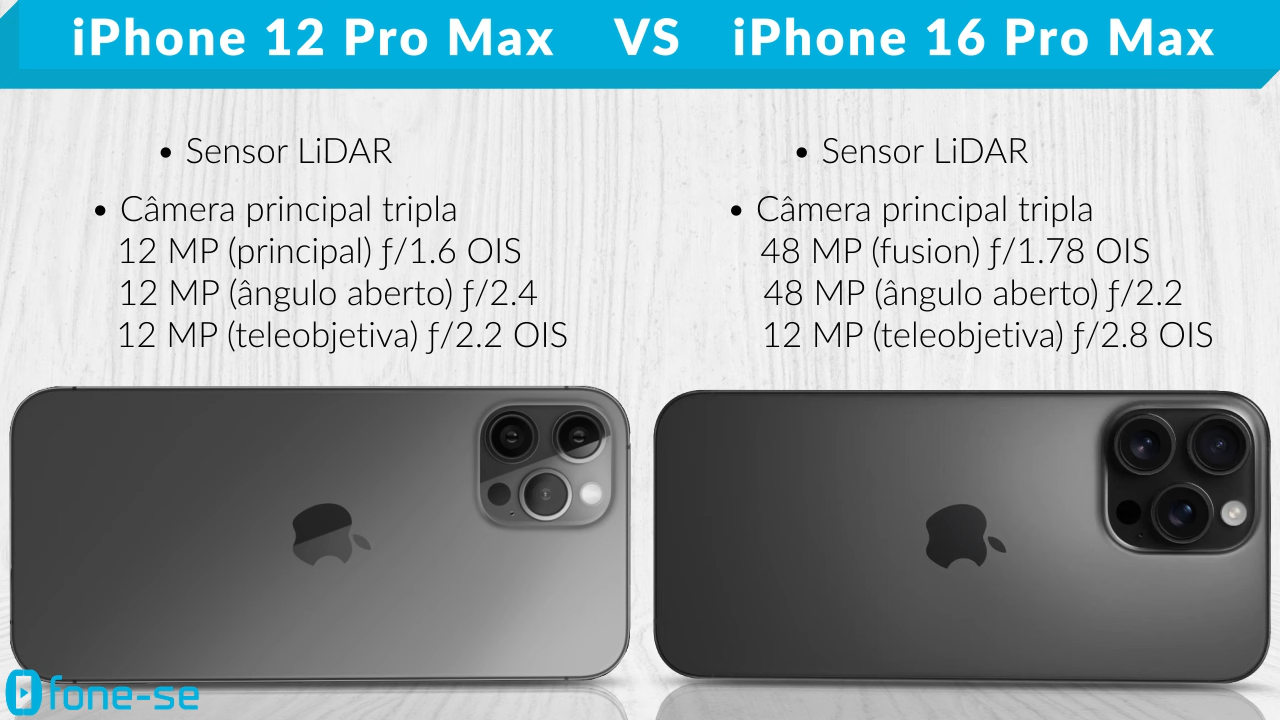 iPhone 12 Pro Max VS iPhone 16 Pro Max
• Sensor LiDAR
• Câmera principal tripla
12 MP (principal) ƒ/1.6 OIS
12 MP (ângulo aberto) ƒ/2.4
12 MP (teleobjetiva) ƒ/2.2 OIS
• Sensor LiDAR
• Câmera principal tripla
48 MP (fusion) ƒ/1.78 OIS
48 MP (ângulo aberto) ƒ/2.2
12 MP (teleobjetiva) ƒ/2.8 OIS
fone-se